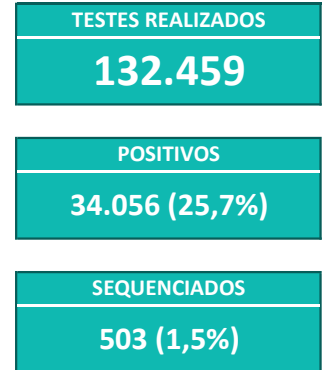 TESTES REALIZADOS
132.459
POSITIVOS
34.056 (25,7%)
SEQUENCIADOS
503 (1,5%)